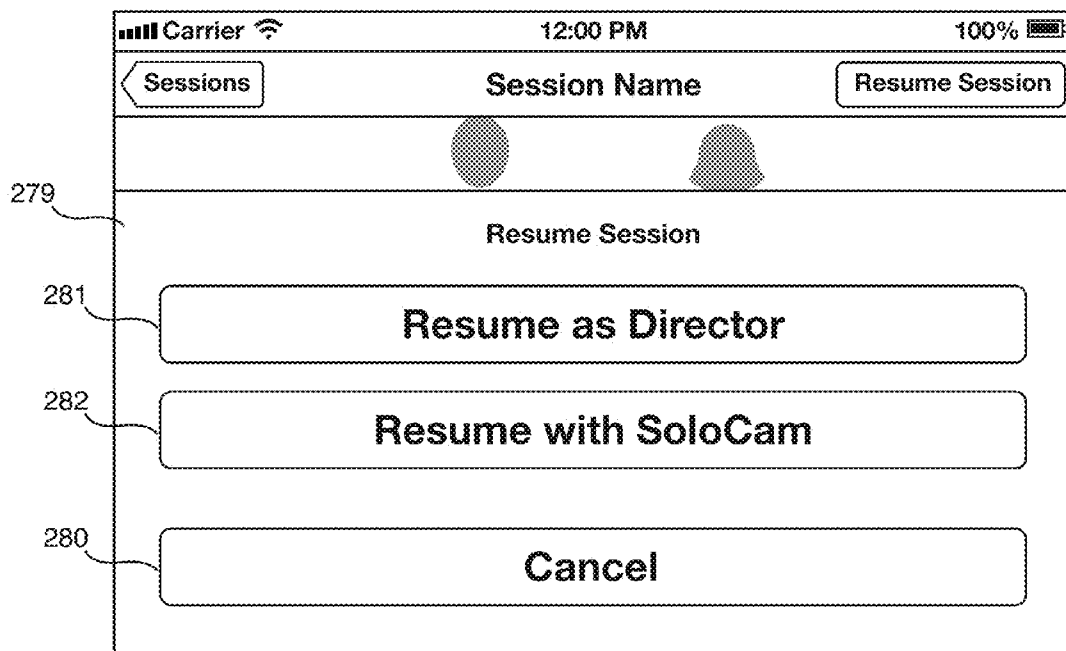 Carrier 12:00 PM 100%
Sessions Session Name Resume Session
279
Resume Session
281
Resume as Director
282
Resume with SoloCam
280
Cancel